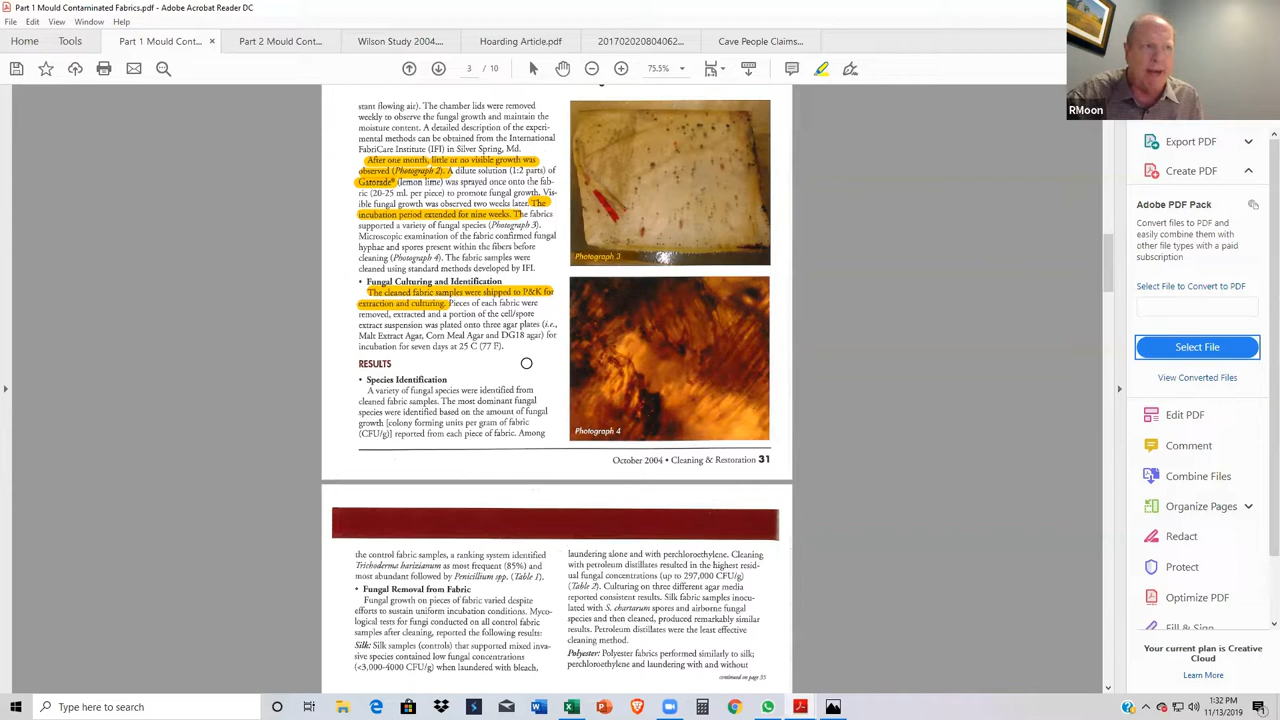 Part 1 Mould Contaminated Fabrics.pdf - Adobe Acrobat Reader DC
File Edit View Window Help
Home Tools Part 1 Mould Cont... × Part 2 Mould Cont... Wilson Study 2004.... Hoarding Article.pdf 201702020804062... Cave People Claims...
3 / 10 75.5%
RMoon
stant flowing air). The chamber lids were removed
weekly to observe the fungal growth and maintain the
moisture content. A detailed description of the experi-
mental methods can be obtained from the International
FabriCare Institute (IFI) in Silver Spring, Md.
After one month, little or no visible growth was
observed (Photograph 2). A dilute solution (1:2 parts) of
Gatorade® (lemon lime) was sprayed once onto the fab-
ric (20-25 ml. per piece) to promote fungal growth. Vis-
ible fungal growth was observed two weeks later. The
incubation period extended for nine weeks. The fabrics
supported a variety of fungal species (Photograph 3).
Microscopic examination of the fabric confirmed fungal
hyphae and spores present within the fibers before
cleaning (Photograph 4). The fabric samples were
cleaned using standard methods developed by IFI.
• Fungal Culturing and Identification
The cleaned fabric samples were shipped to P&K for
extraction and culturing. Pieces of each fabric were
removed, extracted and a portion of the cell/spore
extract suspension was plated onto three agar plates (i.e.,
Malt Extract Agar, Corn Meal Agar and DG18 agar) for
incubation for seven days at 25 C (77 F).
RESULTS
• Species Identification
A variety of fungal species were identified from
cleaned fabric samples. The most dominant fungal
species were identified based on the amount of fungal
growth [colony forming units per gram of fabric
(CFU/g)] reported from each piece of fabric. Among
Photograph 3
Photograph 4
October 2004 • Cleaning & Restoration 31
the control fabric samples, a ranking system identified
Trichoderma harizianum as most frequent (85%) and
most abundant followed by Penicillium spp. (Table 1).
• Fungal Removal from Fabric
Fungal growth on pieces of fabric varied despite
efforts to sustain uniform incubation conditions. Myco-
logical tests for fungi conducted on all control fabric
samples after cleaning, reported the following results:
Silk: Silk samples (controls) that supported mixed inva-
sive species contained low fungal concentrations
(<3,000-4000 CFU/g) when laundered with bleach,
laundering alone and with perchloroethylene. Cleaning
with petroleum distillates resulted in the highest resid-
ual fungal concentrations (up to 297,000 CFU/g)
(Table 2). Culturing on three different agar media
reported consistent results. Silk fabric samples inocu-
lated with S. chartarum spores and airborne fungal
species and then cleaned, produced remarkably similar
results. Petroleum distillates were the least effective
cleaning method.
Polyester: Polyester fabrics performed similarly to silk;
perchloroethylene and laundering with and without
continued on page 35
Export PDF
Create PDF
Adobe PDF Pack
Convert files to PDF and
easily combine them with
other file types with a paid
subscription
Select File to Convert to PDF
Select File
View Converted Files
Edit PDF
Comment
Combine Files
Organize Pages
Redact
Protect
Optimize PDF
Fill & Sign
Your current plan is Creative
Cloud
Learn More
Type here to search
1:32 PM
11/13/2019